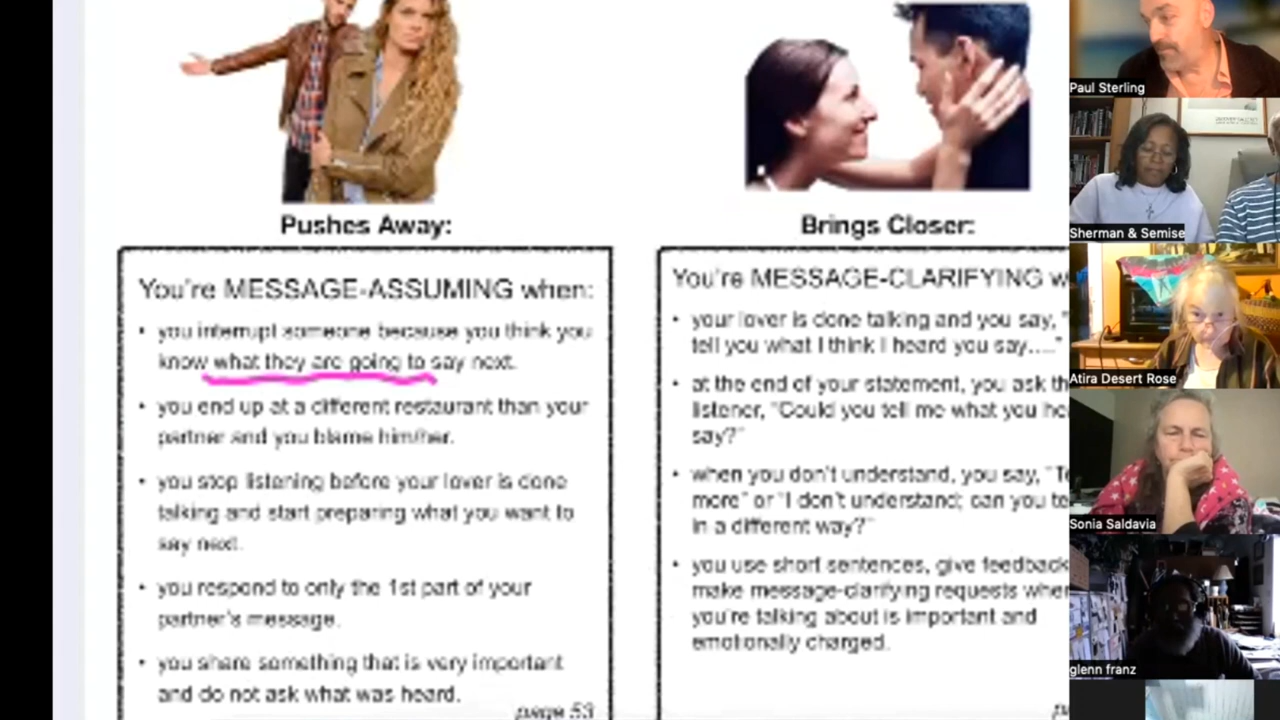 Pushes Away:
You're MESSAGE-ASSUMING when:
• you interrupt someone because you think you
know what they are going to say next.
• you end up at a different restaurant than your
partner and you blame him/her.
• you stop listening before your lover is done
talking and start preparing what you want to
say next.
• you respond to only the 1st part of your
partner's message.
• you share something that is very important
and do not ask what was heard.
page 53
Brings Closer:
You're MESSAGE-CLARIFYING w
• your lover is done talking and you say, "
tell you what I think I heard you say...."
• at the end of your statement, you ask th
listener, "Could you tell me what you he
say?"
• when you don't understand, you say, "Te
more" or "I don't understand; can you te
in a different way?"
• you use short sentences, give feedback
make message-clarifying requests when
you're talking about is important and
emotionally charged.
Paul Sterling
Sherman & Semise
Atira Desert Rose
Sonia Saldavia
glenn franz